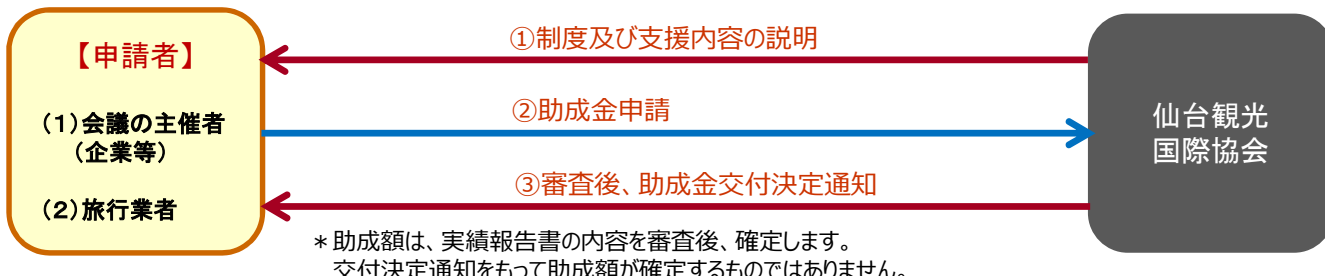 【申請者】
(1)会議の主催者
(企業等)
(2)旅行業者
①制度及び支援内容の説明
②助成金申請
③審査後、助成金交付決定通知
仙台観光
国際協会
*助成額は、実績報告書の内容を審査後、確定します。
交付決定通知をもって助成額が確定するものではありません。